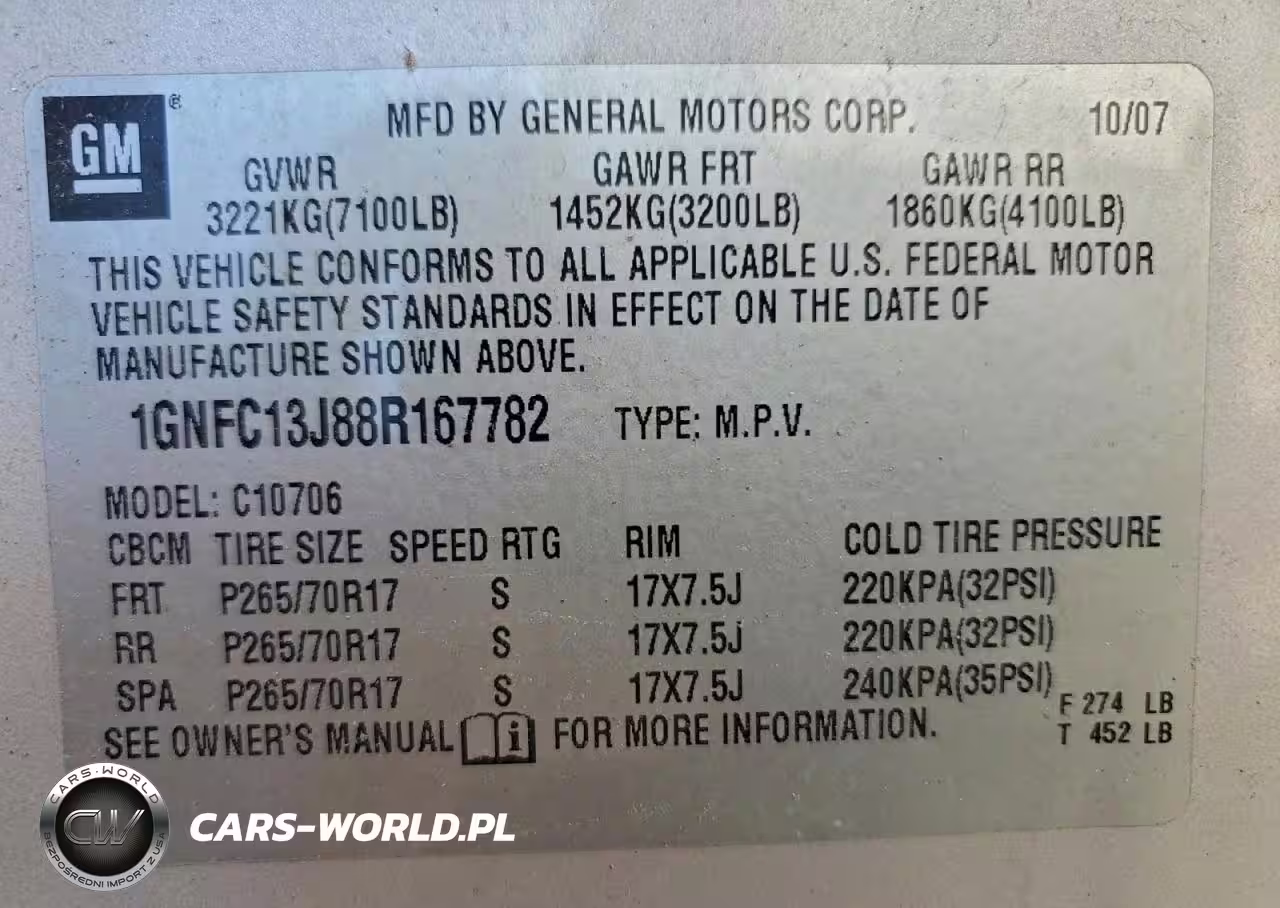 GM ®
MFD BY GENERAL MOTORS CORP. 10/07
GVWR GAWR FRT GAWR RR
3221KG(7100LB) 1452KG(3200LB) 1860KG(4100LB)
THIS VEHICLE CONFORMS TO ALL APPLICABLE U.S. FEDERAL MOTOR
VEHICLE SAFETY STANDARDS IN EFFECT ON THE DATE OF
MANUFACTURE SHOWN ABOVE.
1GNFC13J88R167782 TYPE: M.P.V.
MODEL: C10706
CBCM TIRE SIZE SPEED RTG RIM COLD TIRE PRESSURE
FRT P265/70R17 S 17X7.5J 220KPA(32PSI)
RR P265/70R17 S 17X7.5J 220KPA(32PSI)
SPA P265/70R17 S 17X7.5J 240KPA(35PSI)
F 274 LB
SEE OWNER'S MANUAL i FOR MORE INFORMATION.
T 452 LB
CARS-WORLD
CW
BEZPOŚREDNI IMPORT Z USA
CARS-WORLD.PL